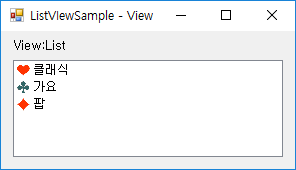 ListVIewSample - View
View:List
클래식
가요
팝